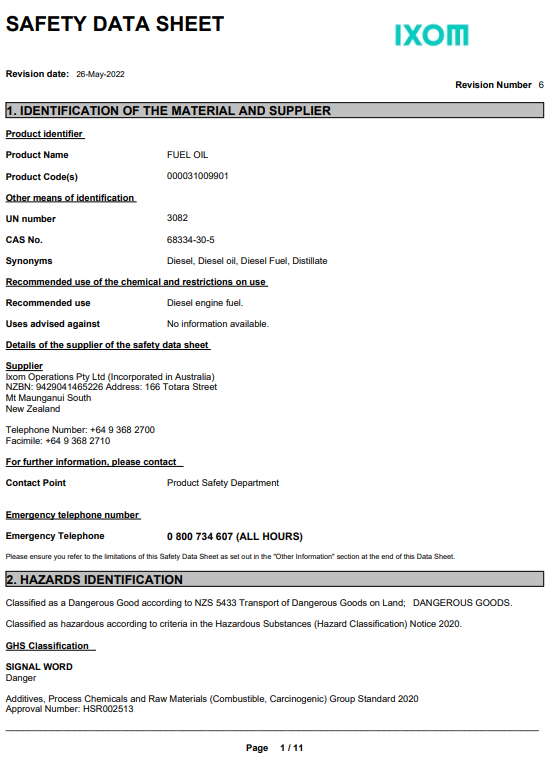 SAFETY DATA SHEET
IXOM
Revision date: 26-May-2022
Revision Number 6
1. IDENTIFICATION OF THE MATERIAL AND SUPPLIER
Product identifier
Product Name FUEL OIL
Product Code(s) 000031009901
Other means of identification
UN number 3082
CAS No. 68334-30-5
Synonyms Diesel, Diesel oil, Diesel Fuel, Distillate
Recommended use of the chemical and restrictions on use
Recommended use Diesel engine fuel.
Uses advised against No information available.
Details of the supplier of the safety data sheet
Supplier
Ixom Operations Pty Ltd (Incorporated in Australia)
NZBN: 9429041465226 Address: 166 Totara Street
Mt Maunganui South
New Zealand
Telephone Number: +64 9 368 2700
Facimile: +64 9 368 2710
For further information, please contact
Contact Point Product Safety Department
Emergency telephone number
Emergency Telephone 0 800 734 607 (ALL HOURS)
Please ensure you refer to the limitations of this Safety Data Sheet as set out in the "Other Information" section at the end of this Data Sheet.
2. HAZARDS IDENTIFICATION
Classified as a Dangerous Good according to NZS 5433 Transport of Dangerous Goods on Land; DANGEROUS GOODS.
Classified as hazardous according to criteria in the Hazardous Substances (Hazard Classification) Notice 2020.
GHS Classification
SIGNAL WORD
Danger
Additives, Process Chemicals and Raw Materials (Combustible, Carcinogenic) Group Standard 2020
Approval Number: HSR002513
Page 1 / 11